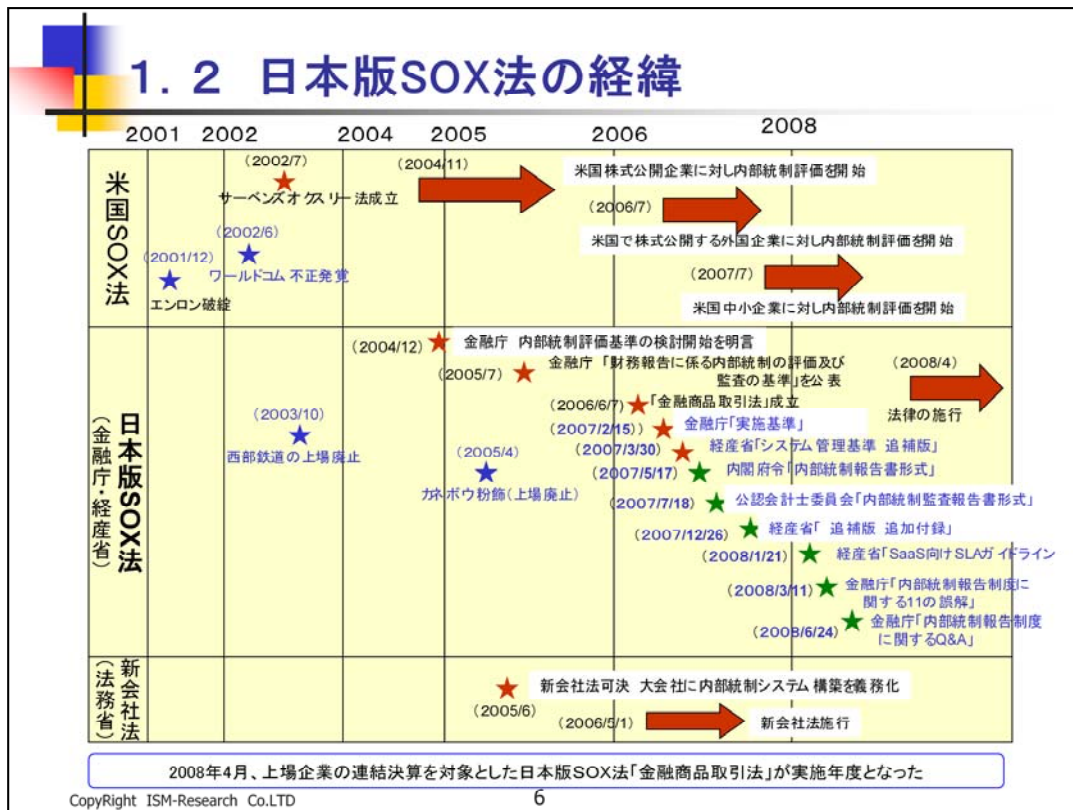 1.2 日本版SOX法の経緯
2001 2002 2004 2005 2006 2008
米国SOX法
(2002/7)
サーベンズオクスリー法成立
(2004/11)
米国株式公開企業に対し内部統制評価を開始
(2006/7)
米国で株式公開する外国企業に対し内部統制評価を開始
(2002/6)
ワールドコム 不正発覚
(2001/12)
エンロン破綻
(2007/7)
米国中小企業に対し内部統制評価を開始
日本版SOX法
(金融庁・経産省)
(2004/12)
金融庁 内部統制評価基準の検討開始を明言
(2005/7)
金融庁 「財務報告に係る内部統制の評価及び
監査の基準」を公表
(2008/4)
法律の施行
(2006/6/7)
「金融商品取引法」成立
(2003/10)
西部鉄道の上場廃止
(2007/2/15))
金融庁「実施基準」
(2007/3/30)
経産省「システム管理基準 追補版」
(2005/4)
カネボウ粉飾(上場廃止)
(2007/5/17)
内閣府令「内部統制報告書形式」
(2007/7/18)
公認会計士委員会「内部統制監査報告書形式」
(2007/12/26)
経産省「 追補版 追加付録」
(2008/1/21)
経産省「SaaS向けSLAガイドライン
(2008/3/11)
金融庁「内部統制報告制度に
関する11の誤解」
(2008/6/24)
金融庁「内部統制報告制度
に関するQ&A」
新会社法
(法務省)
(2005/6)
新会社法可決 大会社に内部統制システム構築を義務化
(2006/5/1)
新会社法施行
2008年4月、上場企業の連結決算を対象とした日本版SOX法「金融商品取引法」が実施年度となった
CopyRight ISM-Research Co.LTD
6